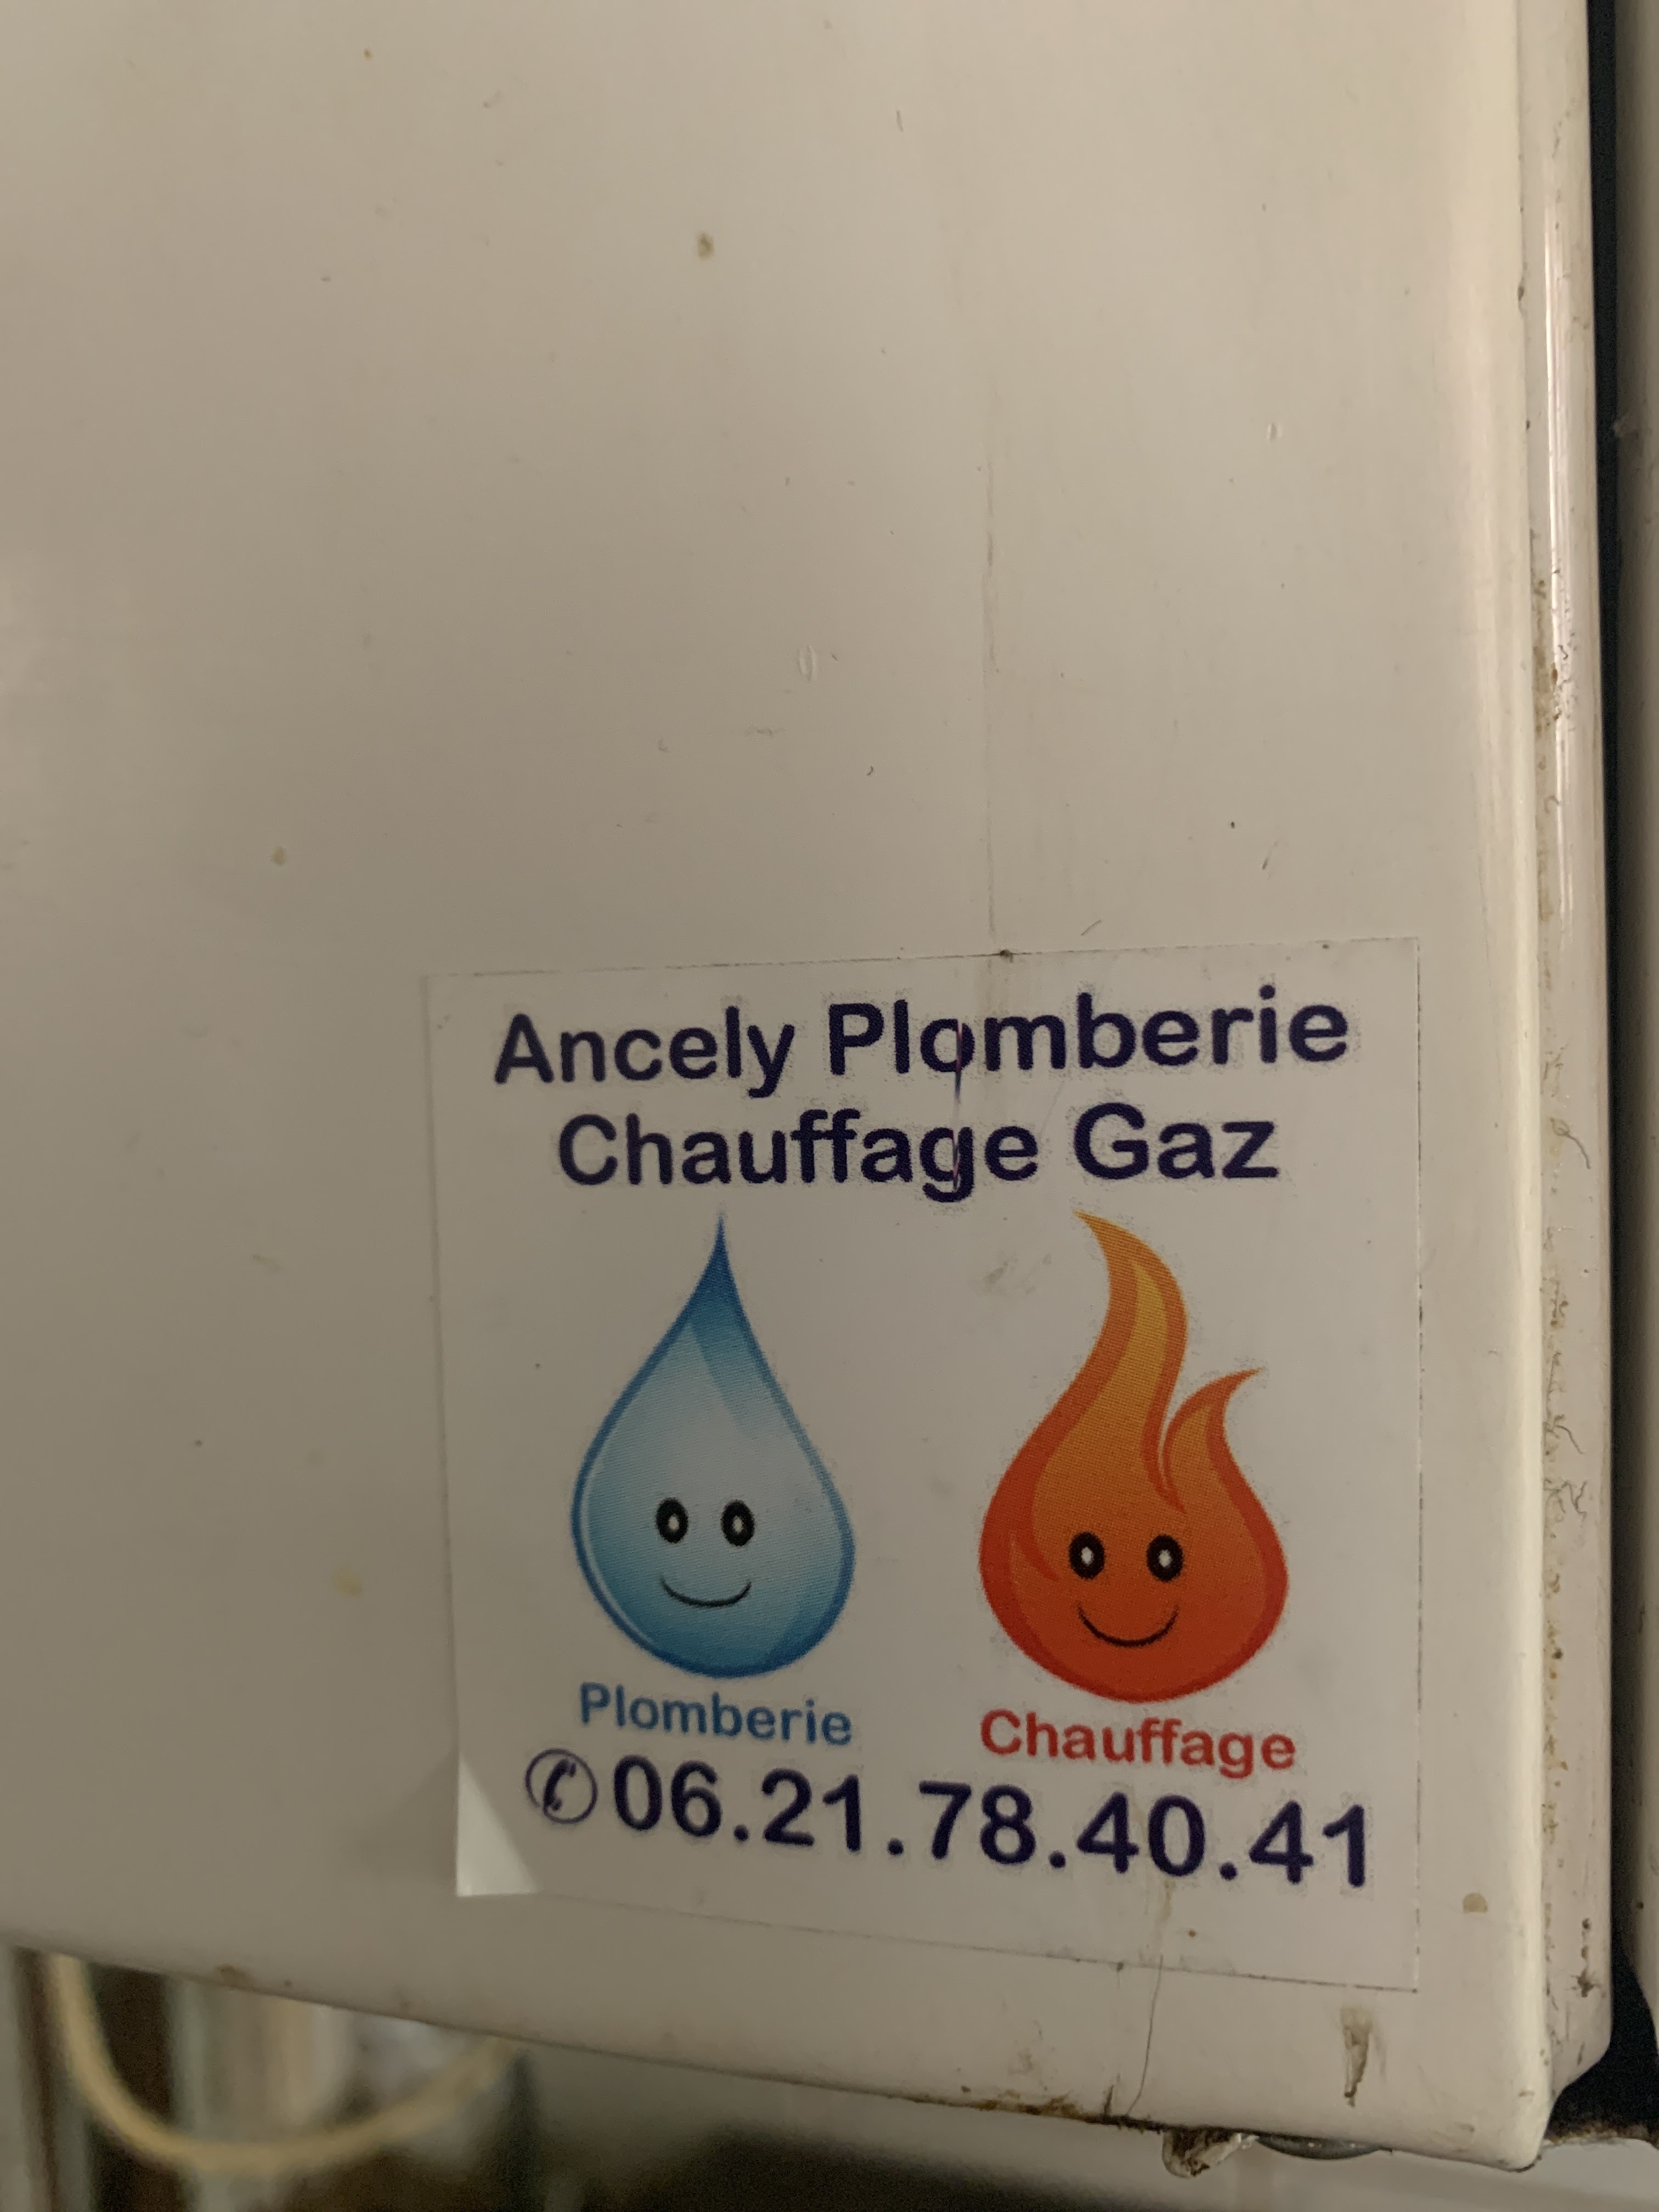 Ancely Plomberie
Chauffage Gaz
Plomberie
Chauffage
✆06.21.78.40.41